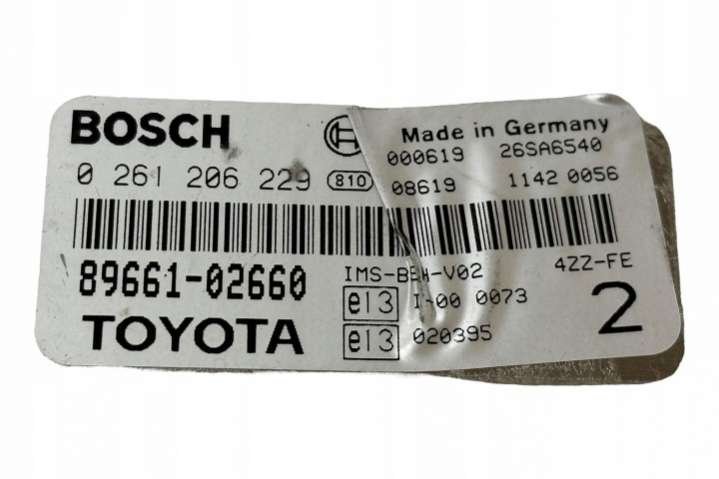 BOSCH
Made in Germany
000619 26SA6540
0 261 206 229 810 08619 1142 0056
89661-02660
4ZZ-FE
TOYOTA
e13 0073
e13 020395
2